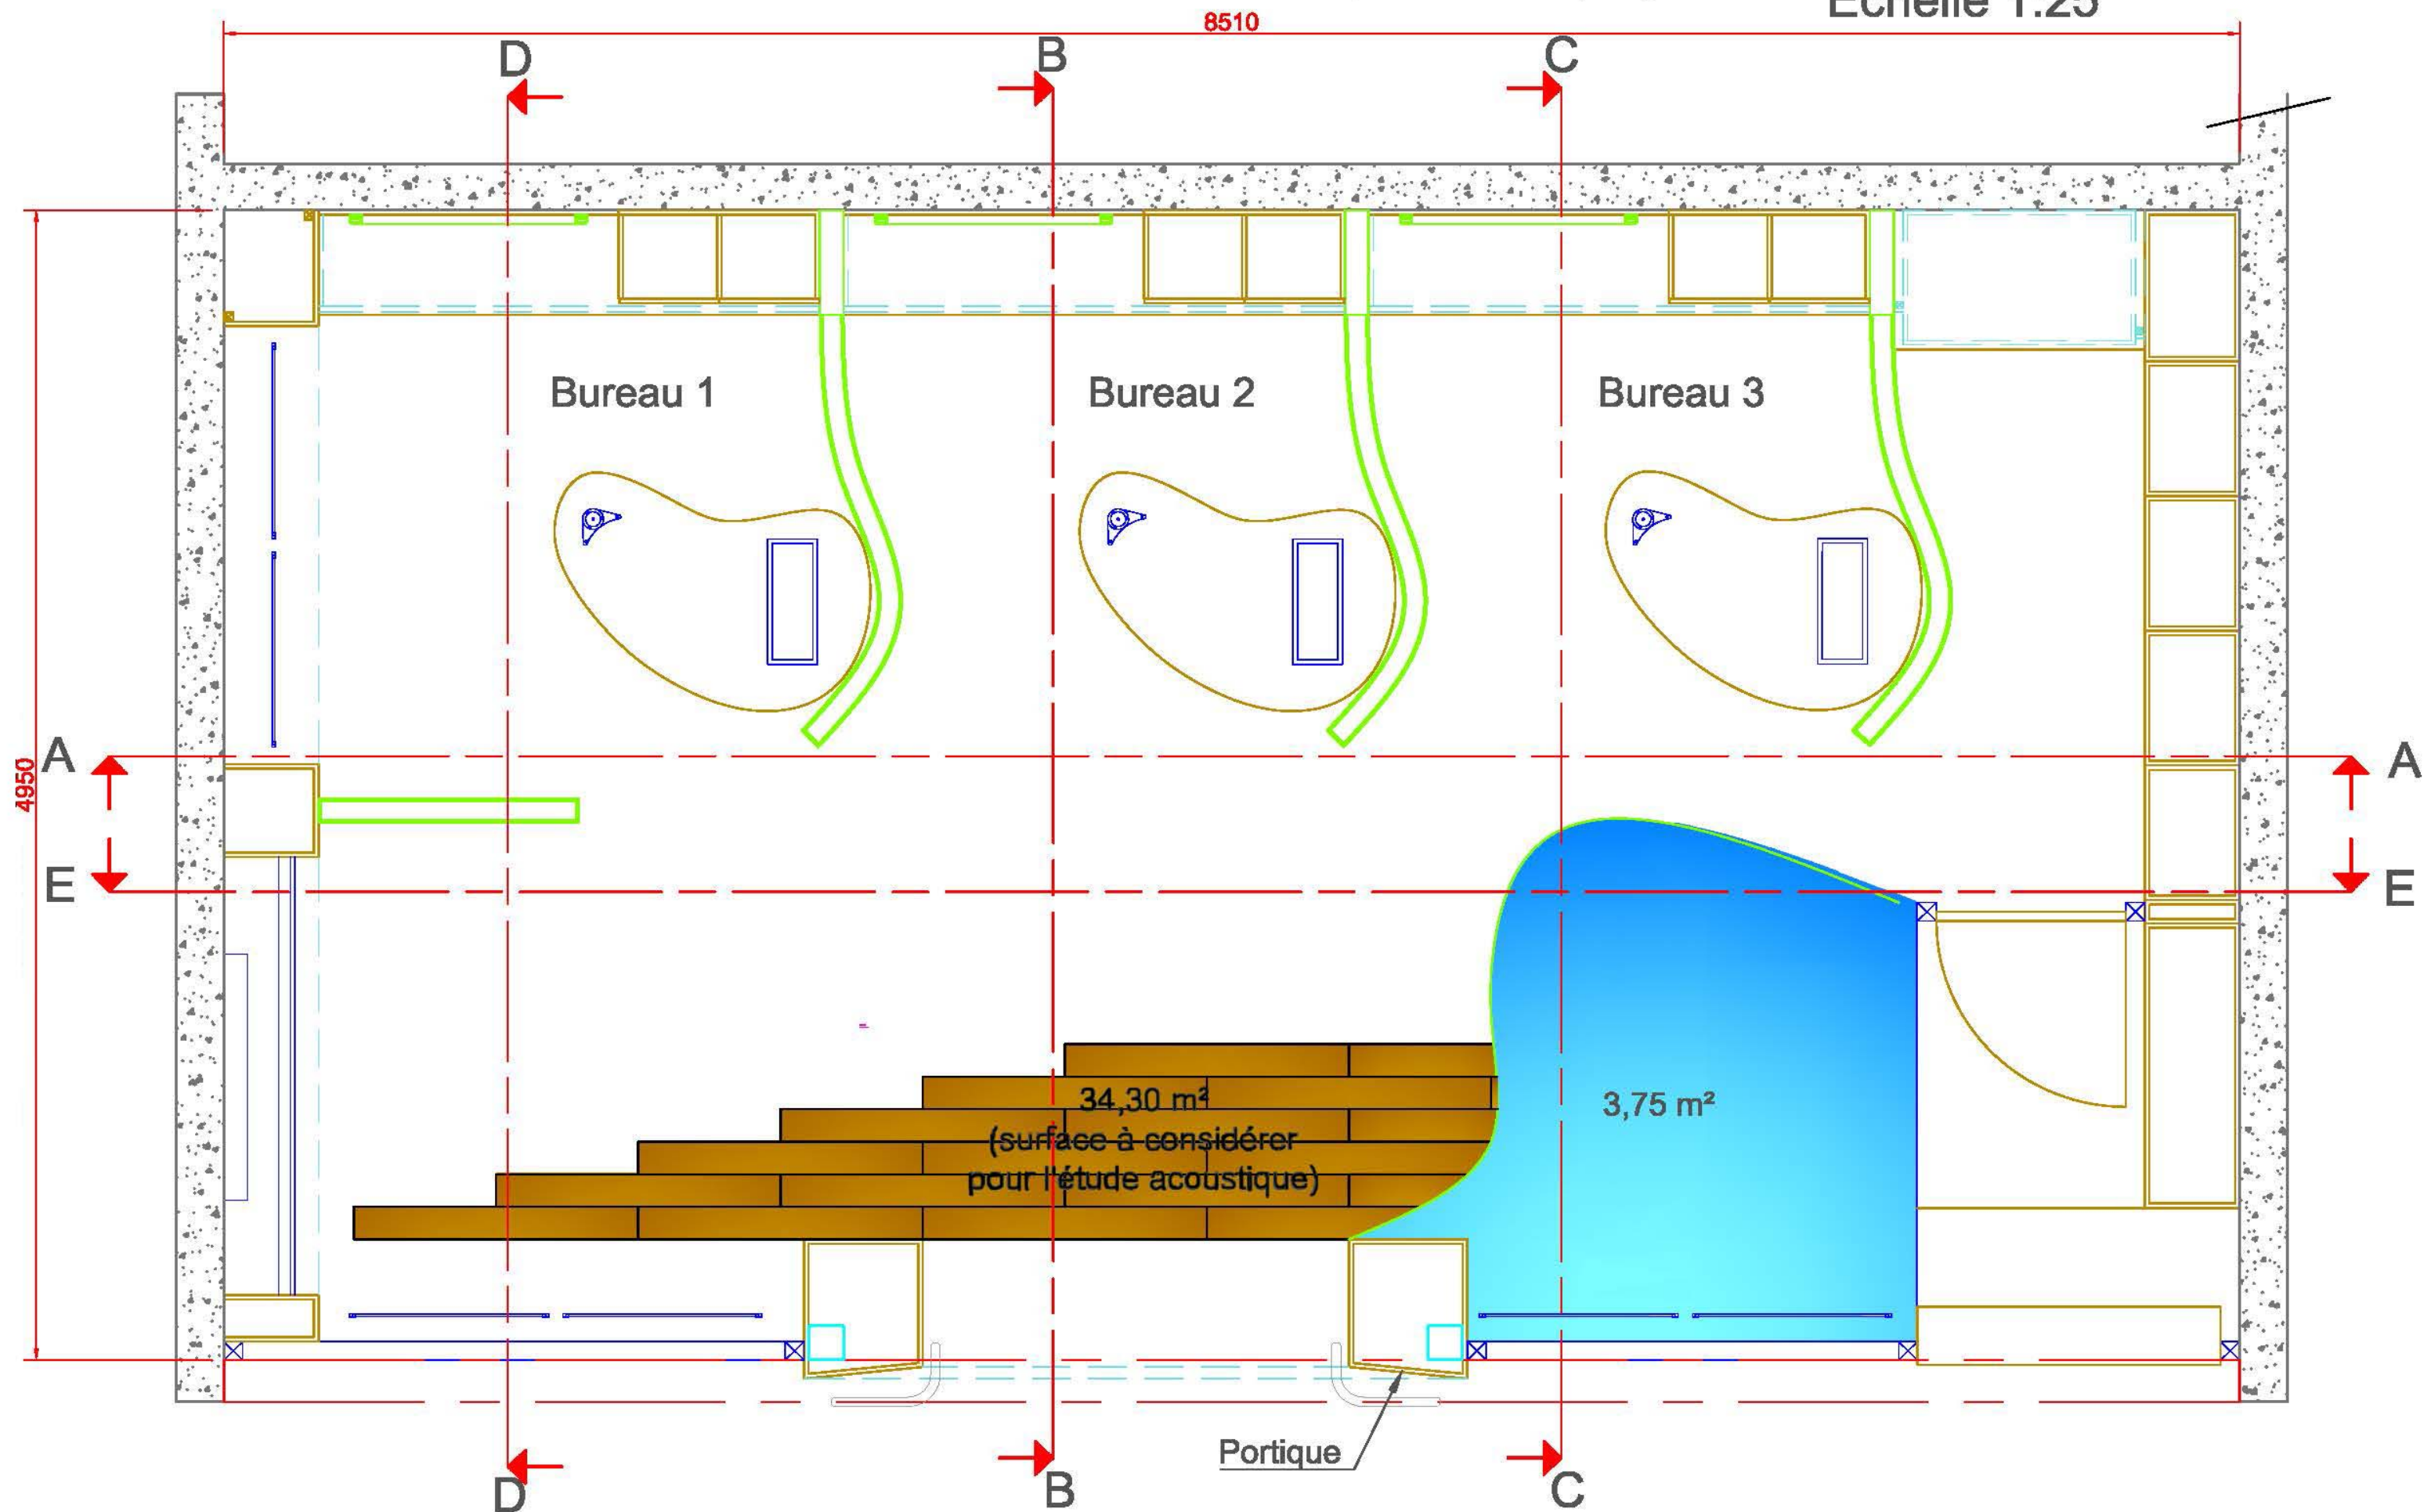 Echelle 1:25
8510
D
B
C
Bureau 1
Bureau 2
Bureau 3
4950
A
A
E
E
34,30 m²
(surface à considérer
pour l'étude acoustique)
3,75 m²
Portique
D
B
C